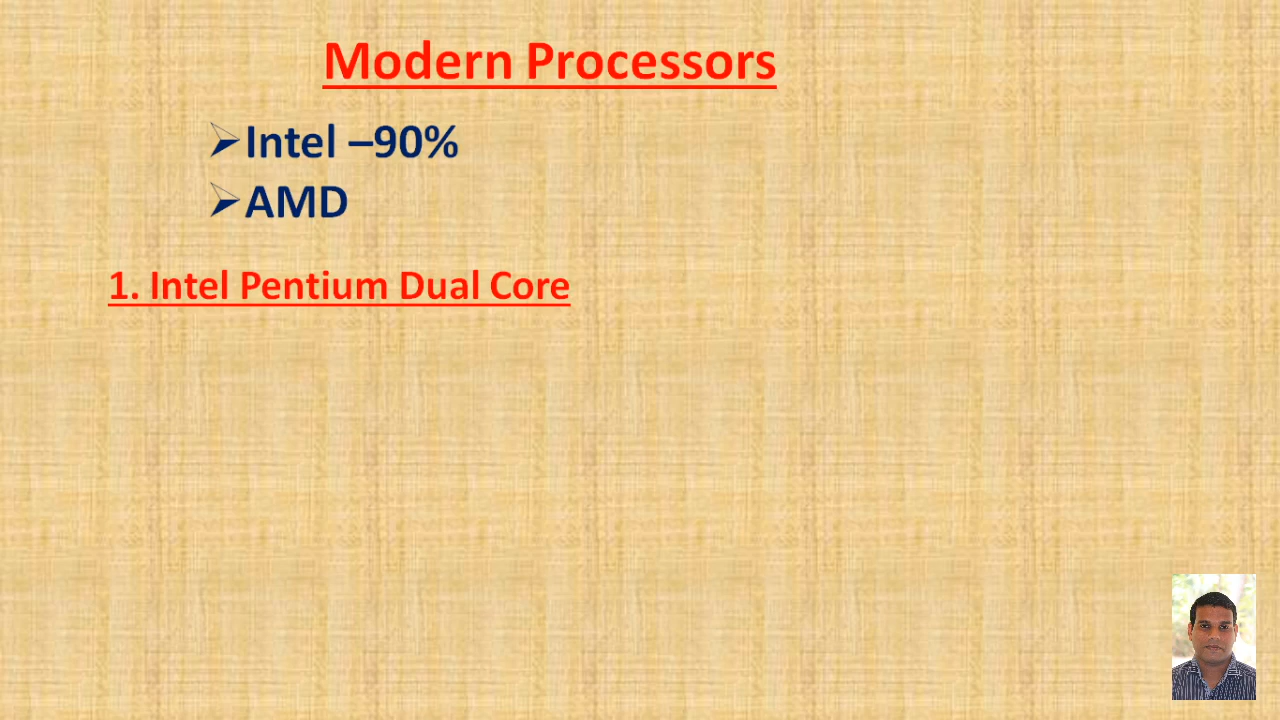 Modern Processors
➢Intel –90%
➢AMD
1. Intel Pentium Dual Core